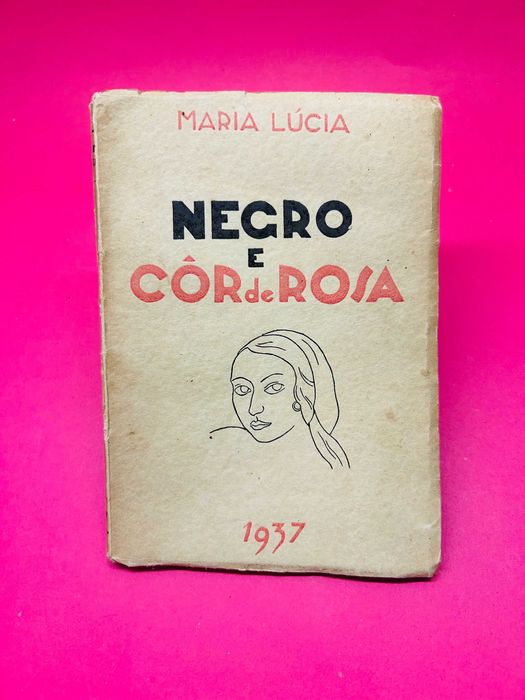 MARIA LÚCIA
NEGRO
E
CÔR de ROSA
1937